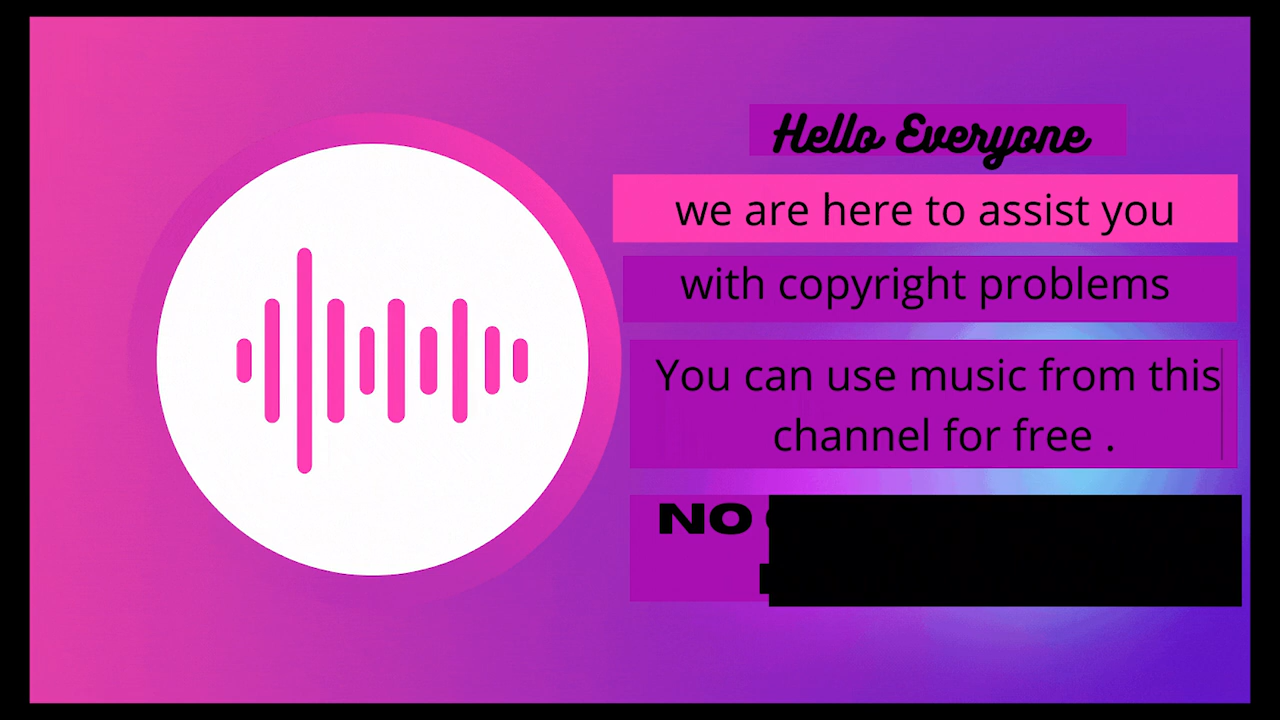 Hello Everyone
we are here to assist you
with copyright problems
You can use music from this
channel for free .
NO